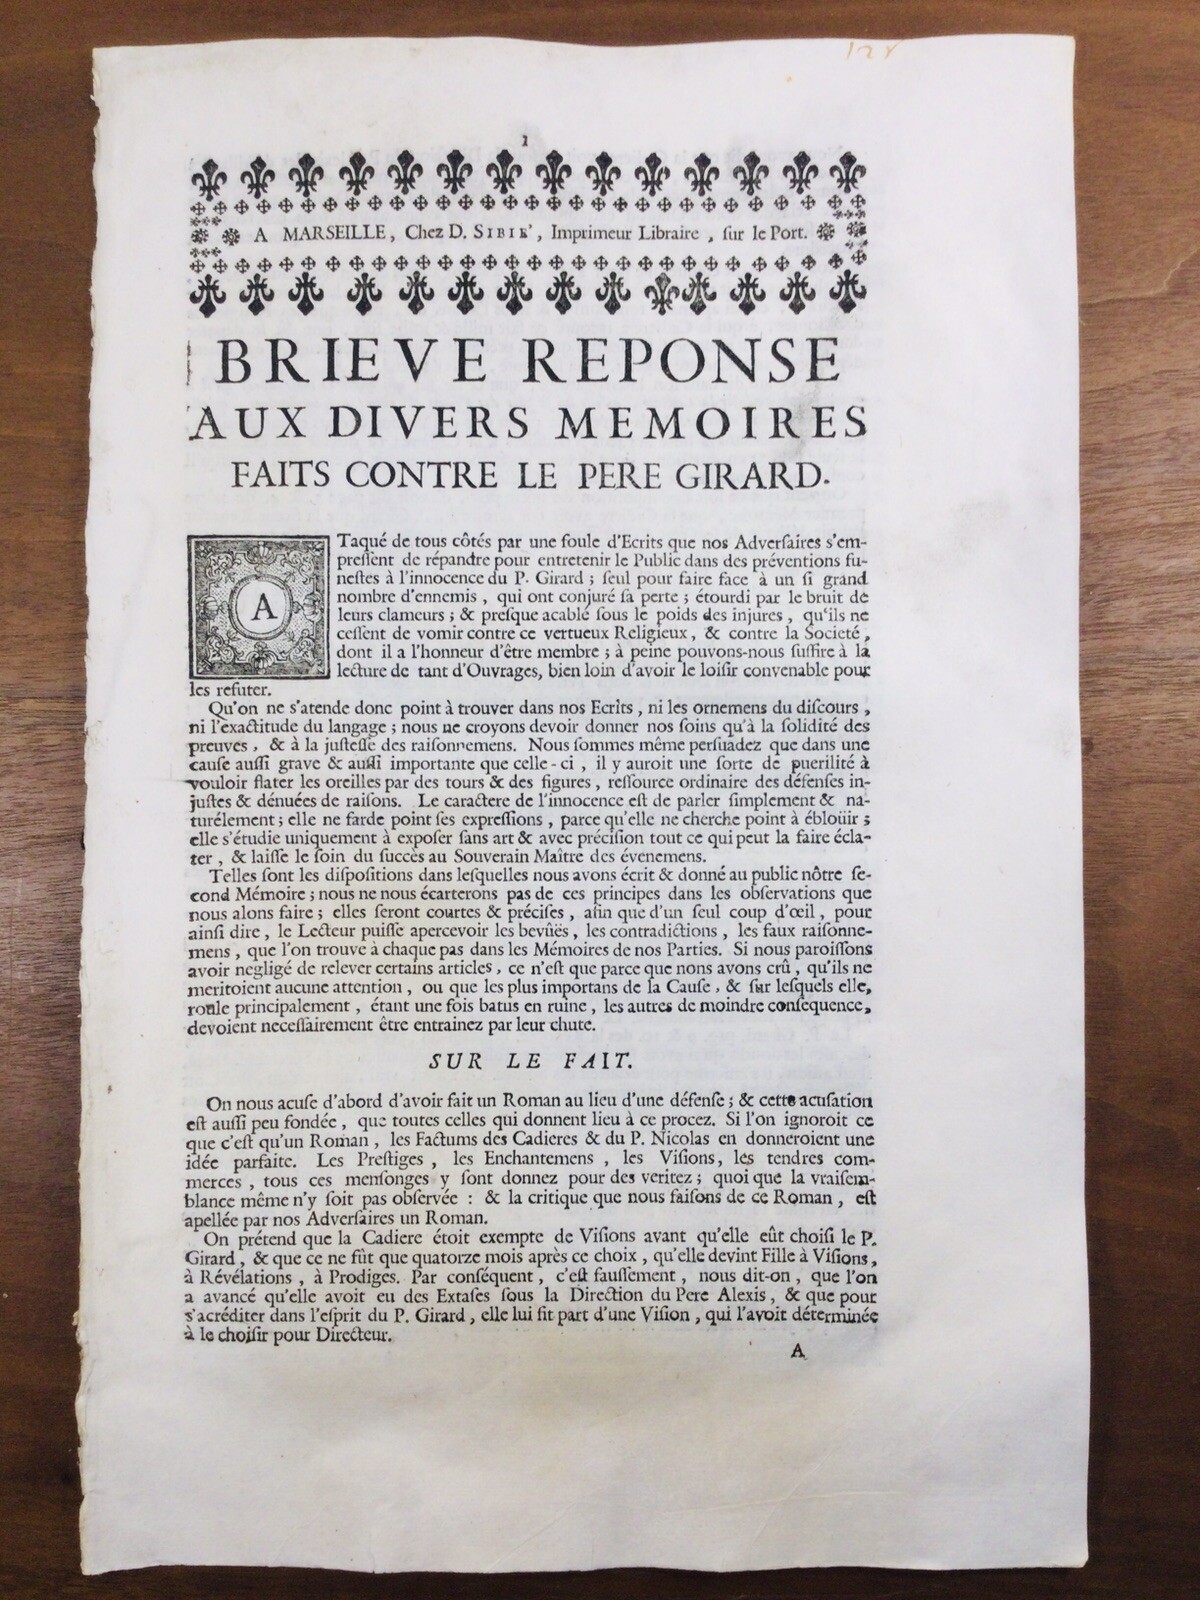 1
A MARSEILLE, Chez D. SIBIE', Imprimeur Libraire, ſur le Port.
BRIEVE REPONSE
AUX DIVERS MEMOIRES
FAITS CONTRE LE PERE GIRARD.
ATaqué de tous côtés par une foule d'Ecrits que nos Adverſaires s'em-
preſſent de répandre pour entretenir le Public dans des préventions fu-
neſtes à l'innocence du P. Girard ; ſeul pour faire face à un ſi grand
nombre d'ennemis, qui ont conjuré ſa perte ; étourdi par le bruit de
leurs clameurs ; & preſque acablé ſous le poids des injures, qu'ils ne
ceſſent de vomir contre ce vertueux Religieux, & contre la Societé,
dont il a l'honneur d'être membre ; à peine pouvons-nous ſuffire à la
lecture de tant d'Ouvrages, bien loin d'avoir le loiſir convenable pour
les refuter.
Qu'on ne s'atende donc point à trouver dans nos Ecrits, ni les ornemens du diſcours,
ni l'exactitude du langage ; nous ne croyons devoir donner nos ſoins qu'à la ſolidité des
preuves, & à la juſteſſe des raiſonnemens. Nous ſommes même perſuadez que dans une
cauſe auſſi grave & auſſi importante que celle-ci, il y auroit une ſorte de puerilité à
vouloir flater les oreilles par des tours & des figures, reſſource ordinaire des défenſes in-
juſtes & dénuées de raiſons. Le caractere de l'innocence eſt de parler ſimplement & na-
turélement ; elle ne farde point ſes expreſſions, parce qu'elle ne cherche point à éblöuir ;
elle s'étudie uniquement à expoſer ſans art & avec préciſion tout ce qui peut la faire écla-
ter, & laiſſe le ſoin du ſuccès au Souverain Maître des évenemens.
Telles ſont les diſpoſitions dans leſquelles nous avons écrit & donné au public nôtre ſe-
cond Mémoire ; nous ne nous écarterons pas de ces principes dans les obſervations que
nous alons faire ; elles ſeront courtes & préciſes, afin que d'un ſeul coup d'œil, pour
ainſi dire, le Lecteur puiſſe apercevoir les bevûës, les contradictions, les faux raiſonne-
mens, que l'on trouve à chaque pas dans les Mémoires de nos Parties. Si nous paroiſſons
avoir negligé de relever certains articles, ce n'eſt que parce que nons avons crû, qu'ils ne
meritoient aucune attention, ou que les plus importans de la Cauſe, & ſur leſquels elle,
roule principalement, étant une fois batus en ruine, les autres de moindre conſequence,
devoient neceſſairement être entrainez par leur chute.
SUR LE FAIT.
On nous acuſe d'abord d'avoir fait un Roman au lieu d'une défenſe ; & cette acuſation
eſt auſſi peu fondée, que toutes celles qui donnent lieu à ce procez. Si l'on ignoroit ce
que c'eſt qu'un Roman, les Factums des Cadieres & du P. Nicolas en donneroient une
idée parfaite. Les Preſtiges, les Enchantemens, les Viſions, les tendres com-
merces, tous ces menſonges y ſont donnez pour des veritez ; quoi que la vraiſem-
blance même n'y ſoit pas obſervée : & la critique que nous faiſons de ce Roman, eſt
apellée par nos Adverſaires un Roman.
On prétend que la Cadiere étoit exempte de Viſions avant qu'elle eût choiſi le P.
Girard, & que ce ne fût que quatorze mois après ce choix, qu'elle devint Fille à Viſions,
à Révélations, à Prodiges. Par conſéquent, c'eſt fauſſement, nous dit-on, que l'on
a avancé qu'elle avoit eu des Extaſes ſous la Direction du Pere Alexis, & que pour
s'acréditer dans l'eſprit du P. Girard, elle lui fit part d'une Viſion, qui l'avoit déterminée
à le choiſir pour Directeur.
A